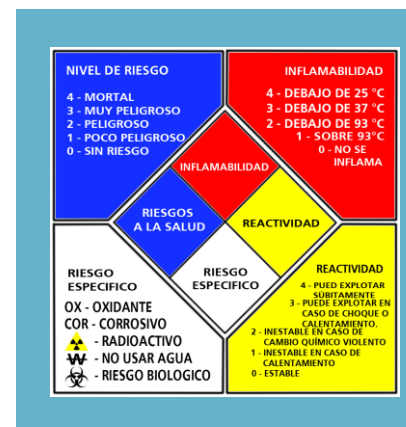 NIVEL DE RIESGO
4 - MORTAL
3 - MUY PELIGROSO
2 - PELIGROSO
1 - POCO PELIGROSO
0 - SIN RIESGO
INFLAMABILIDAD
4 - DEBAJO DE 25 °C
3 - DEBAJO DE 37 °C
2 - DEBAJO DE 93 °C
1 - SOBRE 93°C
0 - NO SE
INFLAMA
INFLAMABILIDAD
RIESGOS
A LA SALUD
REACTIVIDAD
RIESGO
ESPECIFICO
RIESGO
ESPECIFICO
OX - OXIDANTE
COR - CORROSIVO
- RADIOACTIVO
W - NO USAR AGUA
- RIESGO BIOLOGICO
REACTIVIDAD
4 - PUED EXPLOTAR
SÚBITAMENTE
3 - PUEDE EXPLOTAR EN
CASO DE CHOQUE O
CALENTAMIENTO.
2 - INESTABLE EN CASO DE
CAMBIO QUÍMICO VIOLENTO
1 - INESTABLE EN CASO DE
CALENTAMIENTO
0 - ESTABLE